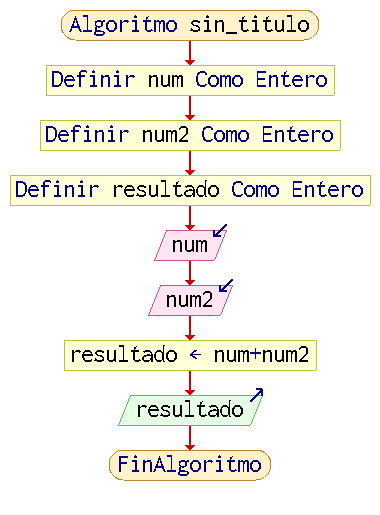 Algoritmo sin_titulo
Definir num Como Entero
Definir num2 Como Entero
Definir resultado Como Entero
num
num2
resultado ← num+num2
resultado
FinAlgoritmo